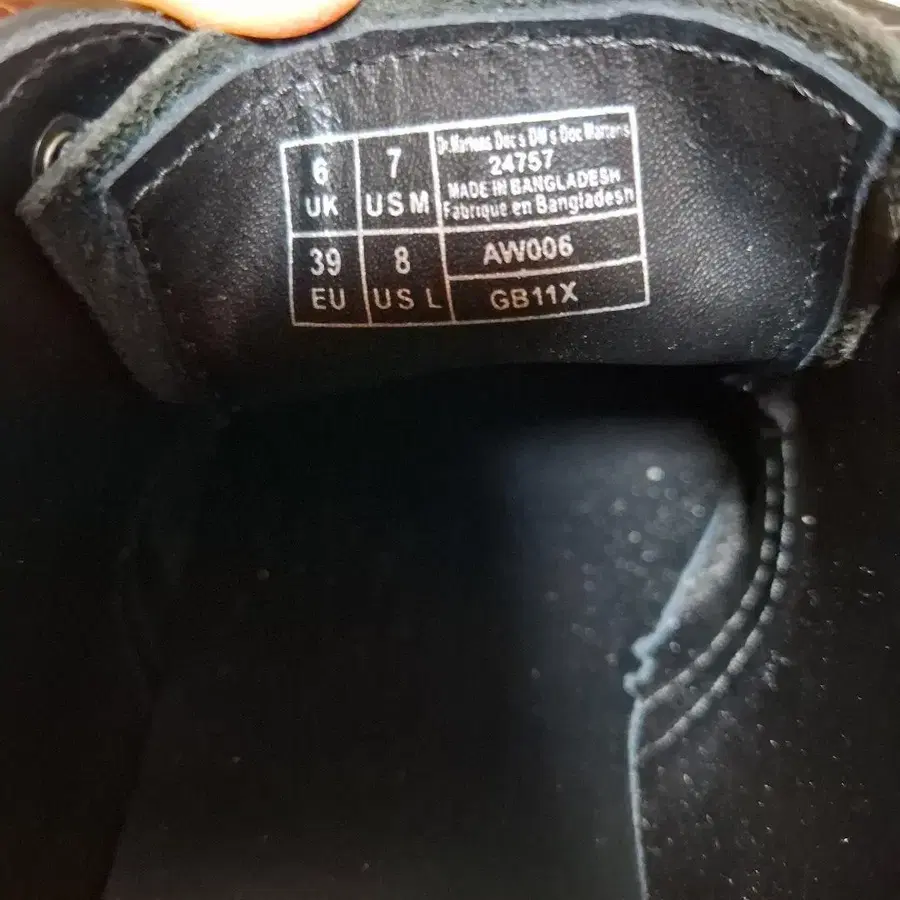 6
UK
7
US M
39
EU
8
US L
Dr.Martens Doc's DM's Doc Martens
24757
MADE IN BANGLADESH
Fabriqué en Bangladesh
AW006
GB11X